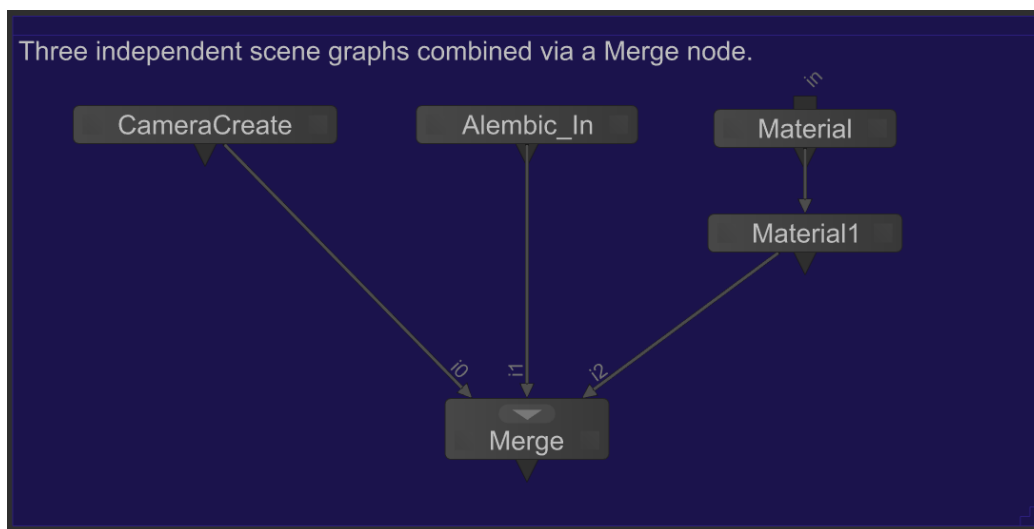 Three independent scene graphs combined via a Merge node.
in
CameraCreate
Alembic_In
Material
Material1
i0
i1
i2
Merge